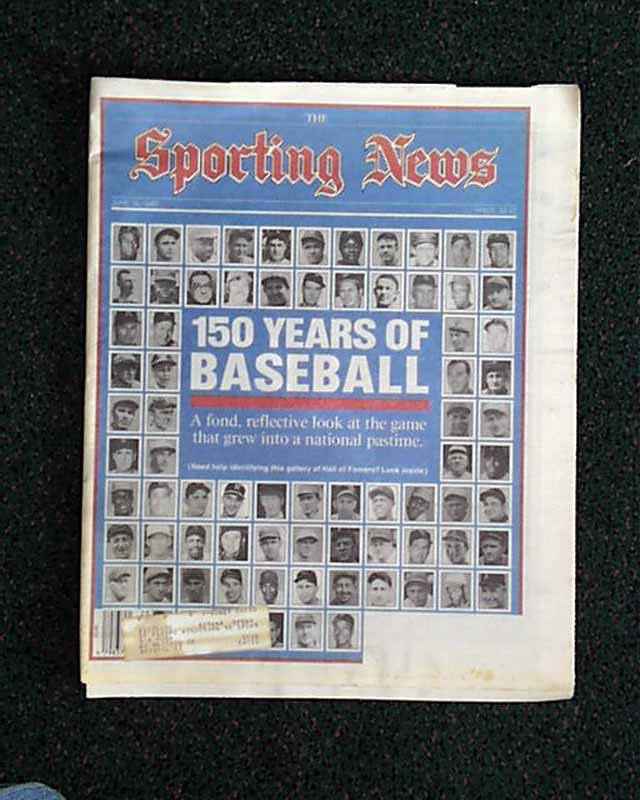 THE
Sporting News
150 YEARS OF
BASEBALL
A fond, reflective look at the game
that grew into a national pastime.
(Need help identifying this gallery of Hall of Famers? Look inside)